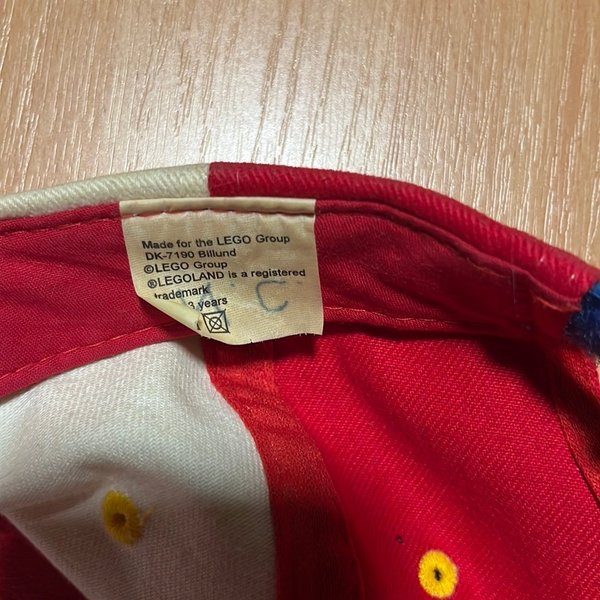 Made for the LEGO Group
DK-7190 Billund
©LEGO Group
®LEGOLAND is a registered
trademark
3 years